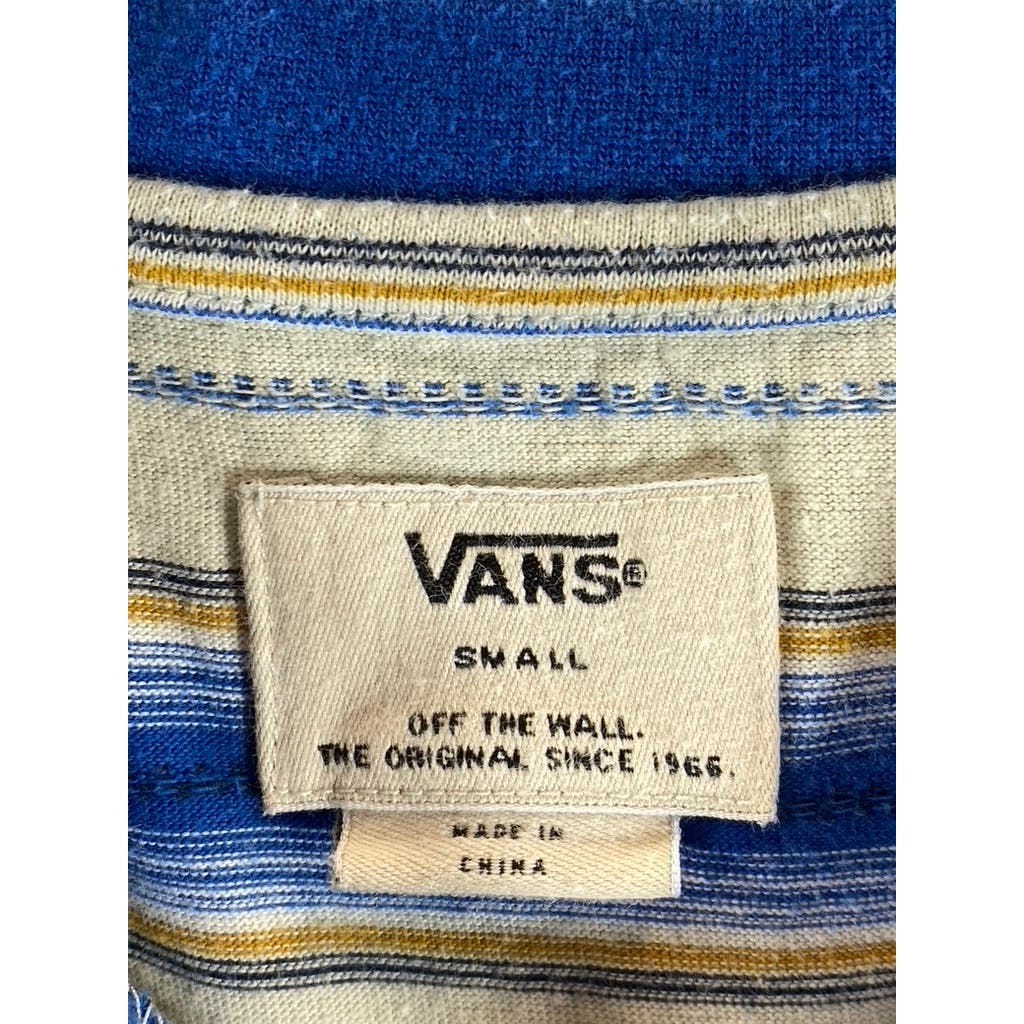 VANS®
SMALL
OFF THE WALL.
THE ORIGINAL SINCE 1966.
MADE IN
CHINA